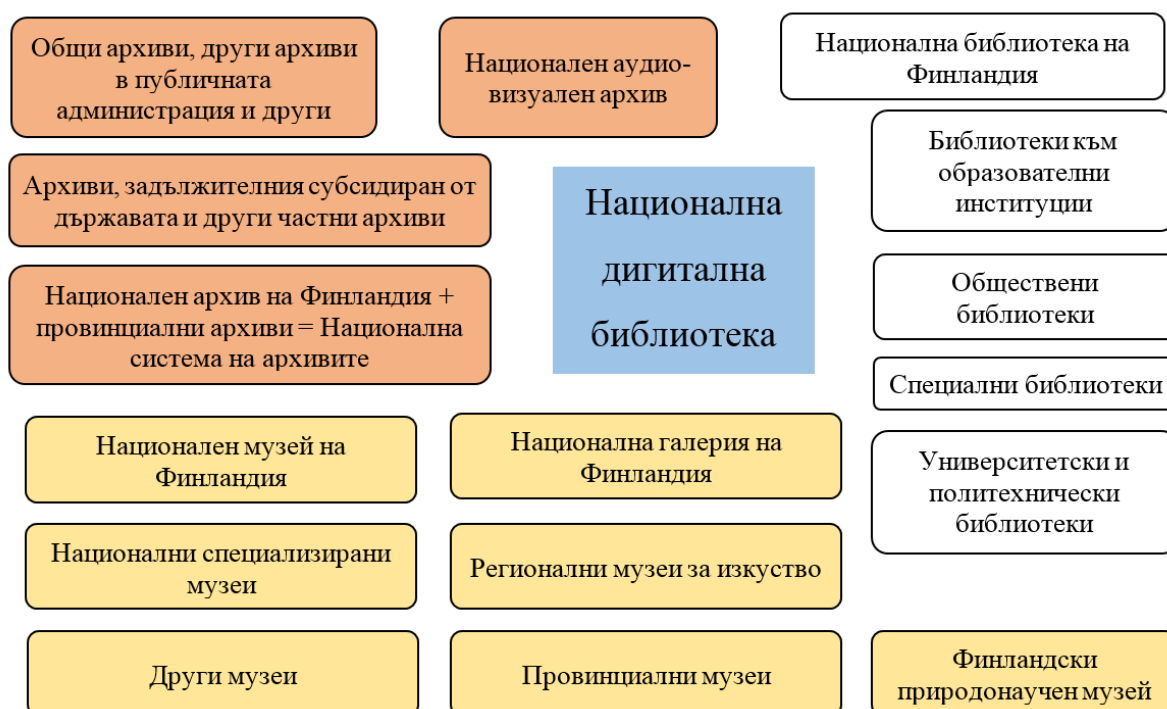 Общи архиви, други архиви
в публичната
администрация и други
Национален аудио-
визуален архив
Национална библиотека на
Финландия
Библиотеки към
образователни
институции
Архиви, задължителния субсидиран от
държавата и други частни архиви
Национална
дигитална
библиотека
Обществени
библиотеки
Национален архив на Финландия +
провинциални архиви = Национална
система на архивите
Специални библиотеки
Национален музей на
Финландия
Национална галерия на
Финландия
Университетски и
политехнически
библиотеки
Национални специализирани
музеи
Регионални музеи за изкуство
Други музеи
Провинциални музеи
Финландски
природонаучен музей